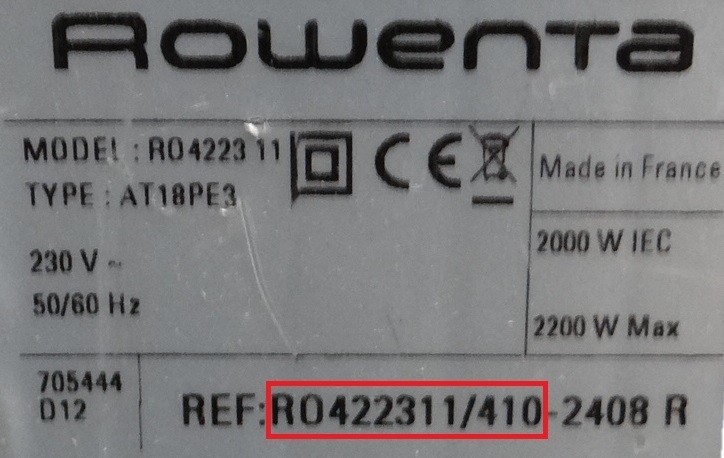 Rowenta
MODEL : RO4223 11
TYPE : AT18PE3
230 V ~
50/60 Hz
CE
Made in France
2000 W IEC
2200 W Max
705444
D12
REF:RO422311/410-2408 R